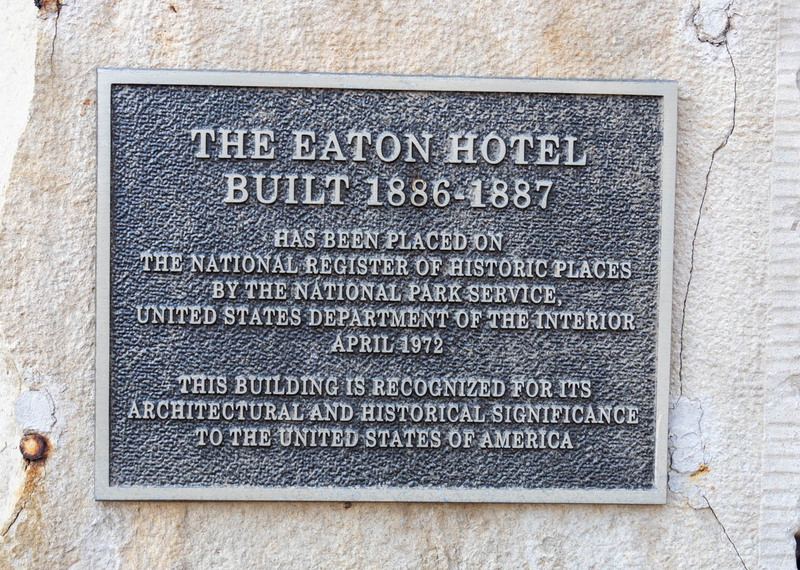 THE EATON HOTEL
BUILT 1886-1887
HAS BEEN PLACED ON
THE NATIONAL REGISTER OF HISTORIC PLACES
BY THE NATIONAL PARK SERVICE,
UNITED STATES DEPARTMENT OF THE INTERIOR
APRIL 1972
THIS BUILDING IS RECOGNIZED FOR ITS
ARCHITECTURAL AND HISTORICAL SIGNIFICANCE
TO THE UNITED STATES OF AMERICA